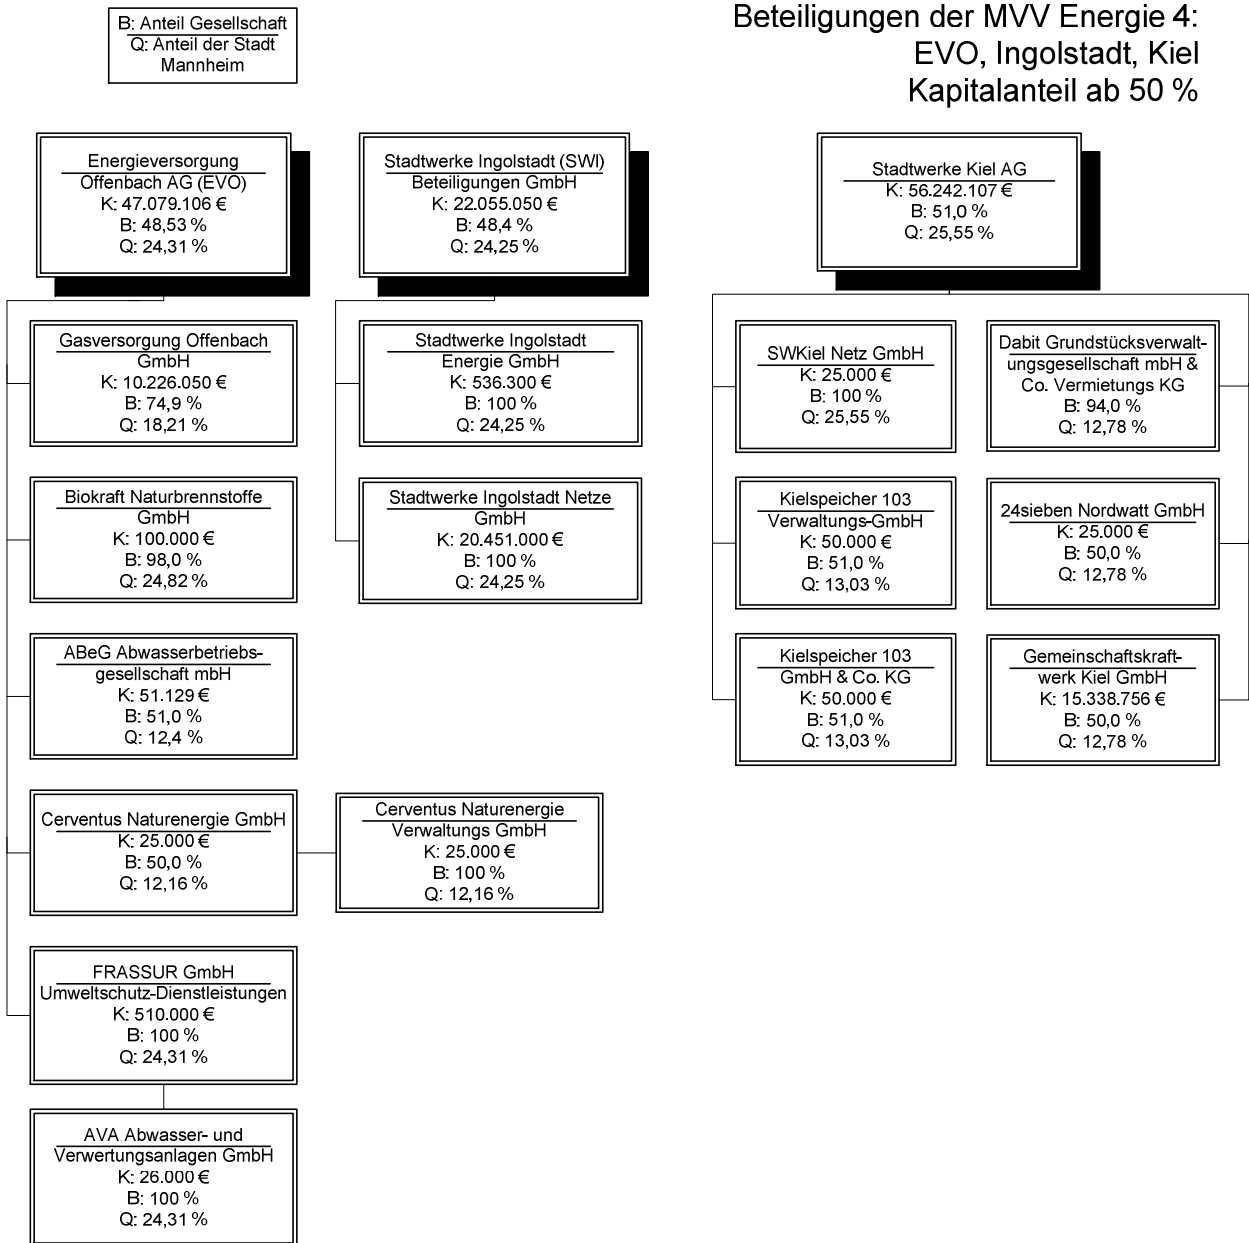 B: Anteil Gesellschaft
Q: Anteil der Stadt
Mannheim
Beteiligungen der MVV Energie 4:
EVO, Ingolstadt, Kiel
Kapitalanteil ab 50 %
Energieversorgung
Offenbach AG (EVO)
K: 47.079.106 €
B: 48,53 %
Q: 24,31 %
Stadtwerke Ingolstadt (SWI)
Beteiligungen GmbH
K: 22.055.050 €
B: 48,4 %
Q: 24,25 %
Stadtwerke Kiel AG
K: 56.242.107 €
B: 51,0 %
Q: 25,55 %
Gasversorgung Offenbach
GmbH
K: 10.226.050 €
B: 74,9 %
Q: 18,21 %
Stadtwerke Ingolstadt
Energie GmbH
K: 536.300 €
B: 100 %
Q: 24,25 %
SWKiel Netz GmbH
K: 25.000 €
B: 100 %
Q: 25,55 %
Dabit Grundstücksverwalt-
ungsgesellschaft mbH &
Co. Vermietungs KG
B: 94,0 %
Q: 12,78 %
Biokraft Naturbrennstoffe
GmbH
K: 100.000 €
B: 98,0 %
Q: 24,82 %
Stadtwerke Ingolstadt Netze
GmbH
K: 20.451.000 €
B: 100 %
Q: 24,25 %
Kielspeicher 103
Verwaltungs-GmbH
K: 50.000 €
B: 51,0 %
Q: 13,03 %
24sieben Nordwatt GmbH
K: 25.000 €
B: 50,0 %
Q: 12,78 %
ABeG Abwasserbetriebs-
gesellschaft mbH
K: 51.129 €
B: 51,0 %
Q: 12,4 %
Kielspeicher 103
GmbH & Co. KG
K: 50.000 €
B: 51,0 %
Q: 13,03 %
Gemeinschaftskraft-
werk Kiel GmbH
K: 15.338.756 €
B: 50,0 %
Q: 12,78 %
Cerventus Naturenergie GmbH
K: 25.000 €
B: 50,0 %
Q: 12,16 %
Cerventus Naturenergie
Verwaltungs GmbH
K: 25.000 €
B: 100 %
Q: 12,16 %
FRASSUR GmbH
Umweltschutz-Dienstleistungen
K: 510.000 €
B: 100 %
Q: 24,31 %
AVA Abwasser- und
Verwertungsanlagen GmbH
K: 26.000 €
B: 100 %
Q: 24,31 %